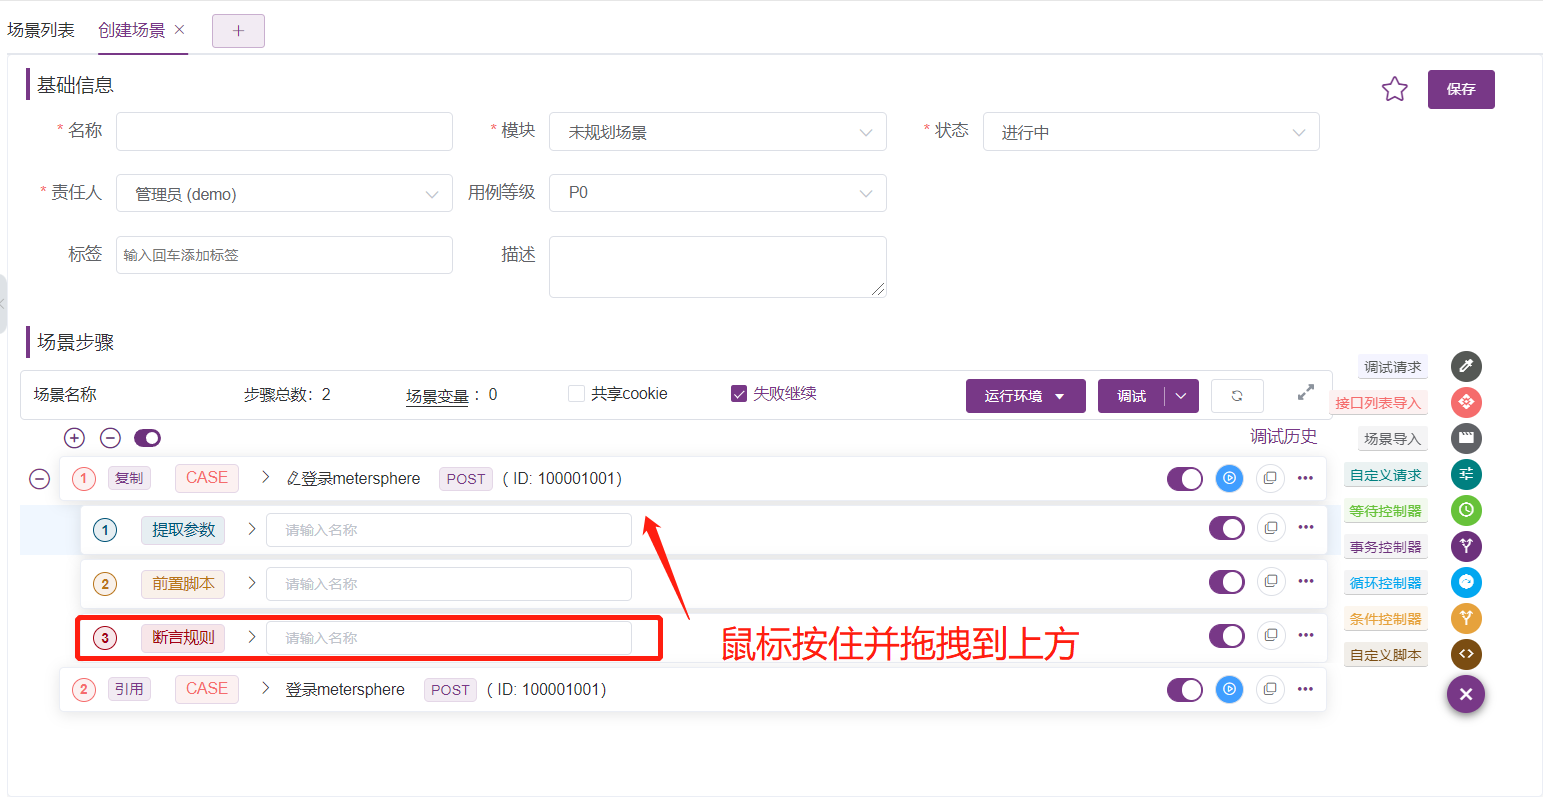 场景列表 创建场景
基础信息
保存
* 名称
* 模块 未规划场景
* 状态 进行中
* 责任人 管理员 (demo)
用例等级 P0
标签 输入回车添加标签
描述
场景步骤
场景名称 步骤总数：2 场景变量 ：0 共享cookie 失败继续 运行环境 调试
调试历史
1 复制 CASE 登录metersphere POST ( ID: 100001001)
1 提取参数 请输入名称
2 前置脚本 请输入名称
3 断言规则 请输入名称
鼠标按住并拖拽到上方
2 引用 CASE 登录metersphere POST ( ID: 100001001)
调试请求
接口列表导入
场景导入
自定义请求
等待控制器
事务控制器
循环控制器
条件控制器
自定义脚本